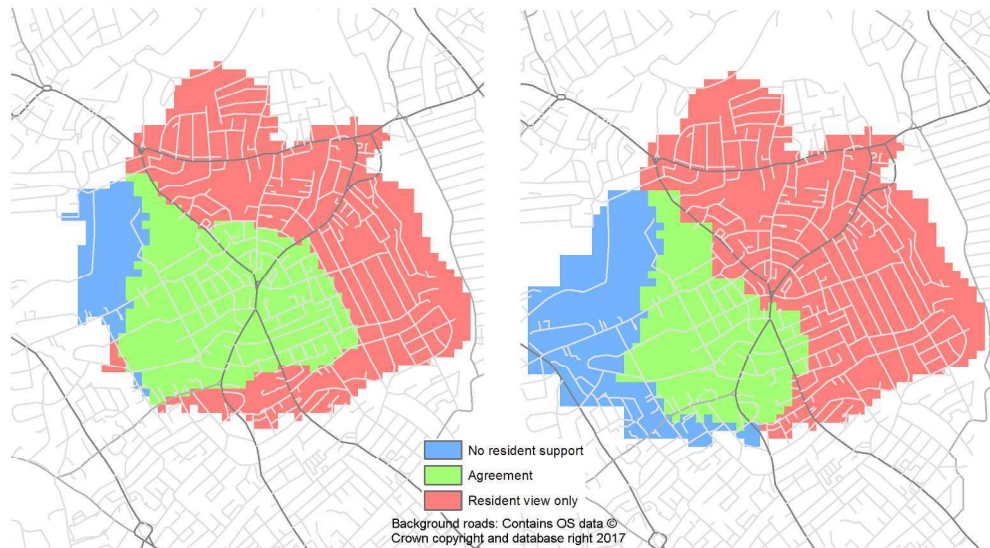 No resident support
Agreement
Resident view only
Background roads: Contains OS data ©
Crown copyright and database right 2017